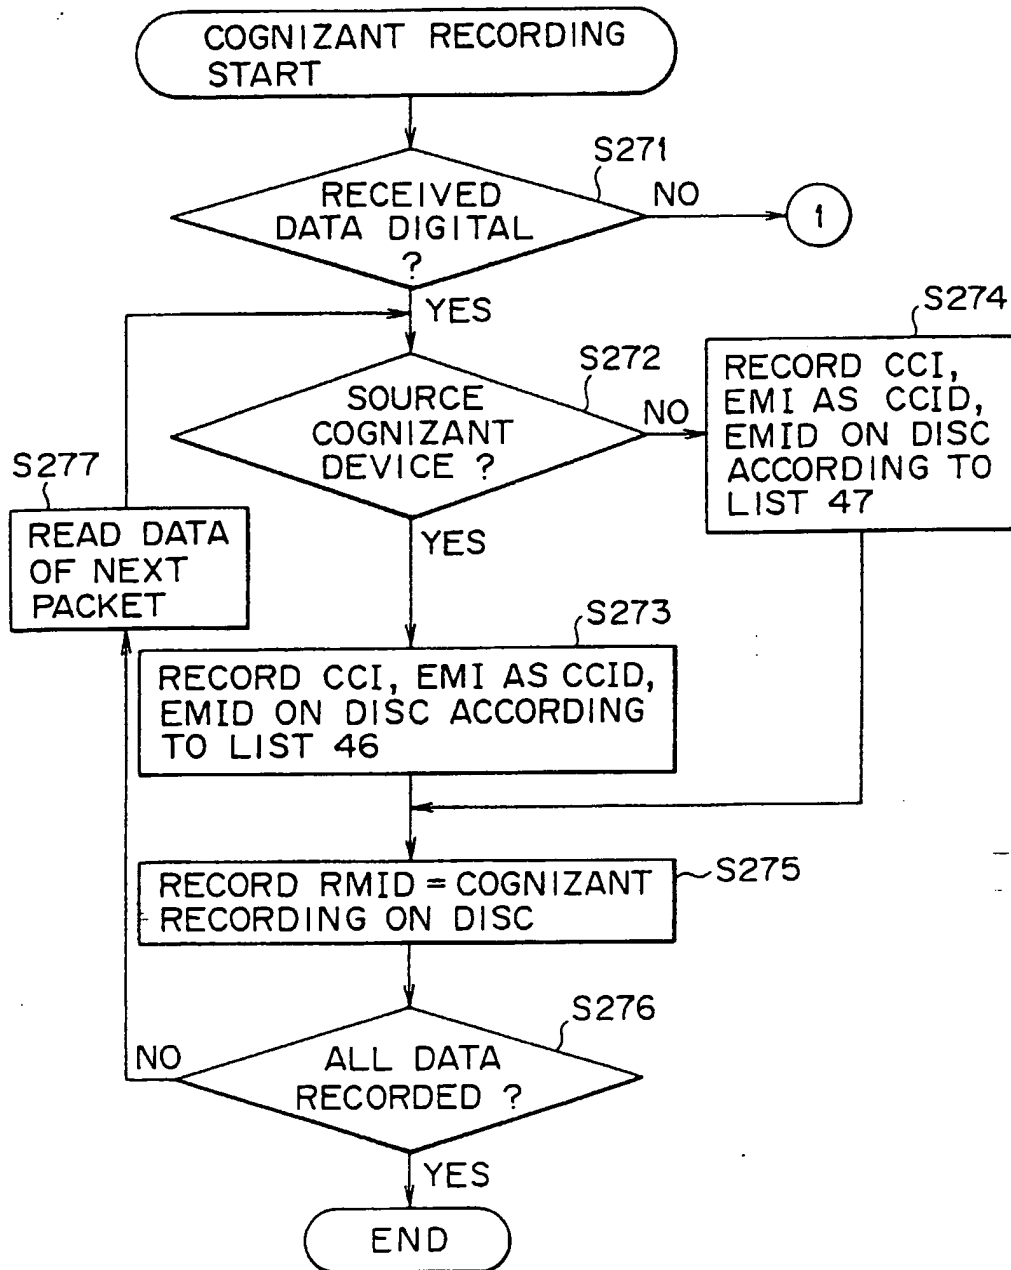 COGNIZANT RECORDING
START
S271
RECEIVED
DATA DIGITAL
?
NO
1
YES
S272
SOURCE
COGNIZANT
DEVICE ?
NO
S274
RECORD CCI,
EMI AS CCID,
EMID ON DISC
ACCORDING TO
LIST 47
S277
READ DATA
OF NEXT
PACKET
YES
S273
RECORD CCI, EMI AS CCID,
EMID ON DISC ACCORDING
TO LIST 46
S275
RECORD RMID = COGNIZANT
RECORDING ON DISC
S276
ALL DATA
RECORDED ?
NO
YES
END